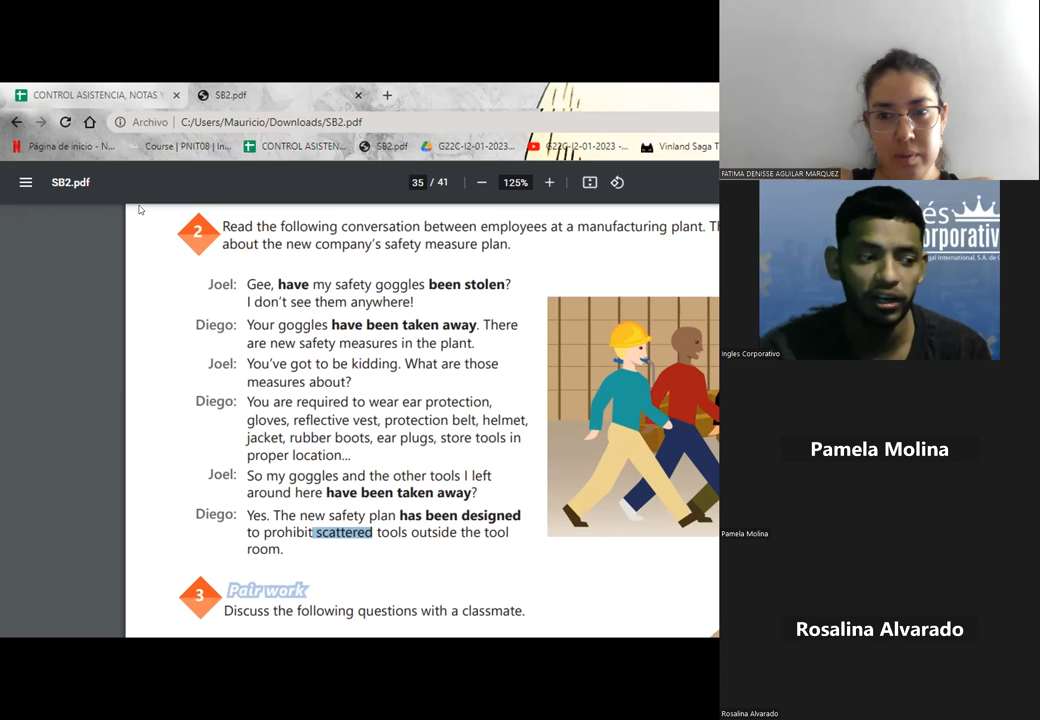 CONTROL ASISTENCIA, NOTAS Y
SB2.pdf
Archivo
C:/Users/Mauricio/Downloads/SB2.pdf
Página de inicio - N...
Course | PNIT08 | In...
CONTROL ASISTEN...
SB2.pdf
G22C-I2-01-2023...
G22C-I2-01-2023 -...
Vinland Saga T
SB2.pdf
35 / 41
125%
2
Read the following conversation between employees at a manufacturing plant. Th
about the new company's safety measure plan.
Joel: Gee, have my safety goggles been stolen?
I don't see them anywhere!
Diego: Your goggles have been taken away. There
are new safety measures in the plant.
Joel: You've got to be kidding. What are those
measures about?
Diego: You are required to wear ear protection,
gloves, reflective vest, protection belt, helmet,
jacket, rubber boots, ear plugs, store tools in
proper location...
Joel: So my goggles and the other tools I left
around here have been taken away?
Diego: Yes. The new safety plan has been designed
to prohibit scattered tools outside the tool
room.
3
Pair work
Discuss the following questions with a classmate.
FATIMA DENISSE AGUILAR MARQUEZ
és
orporativ
gal International, S.A. de C
Ingles Corporativo
Pamela Molina
Pamela Molina
Rosalina Alvarado
Rosalina Alvarado